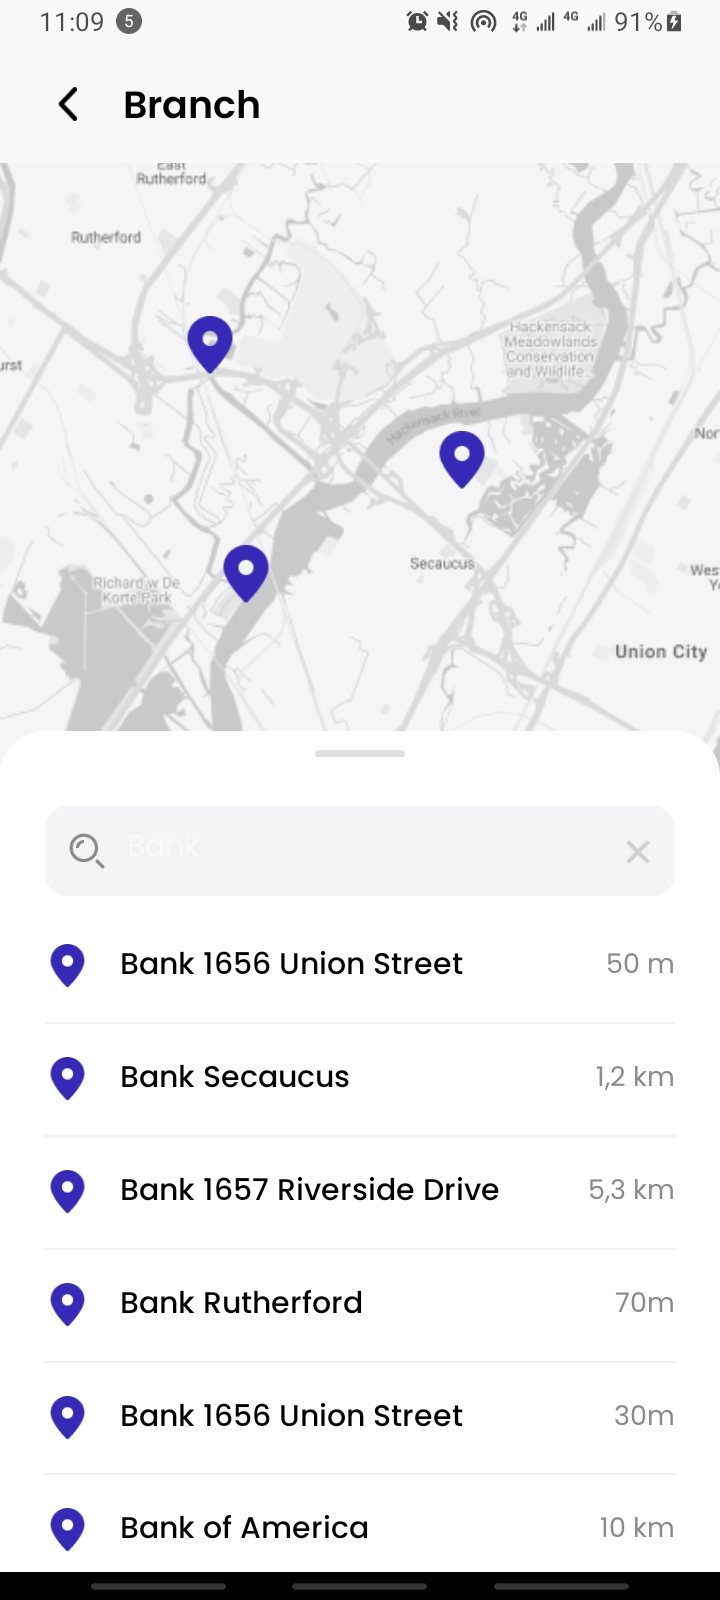 11:09 5 4G 4G 91%
Branch
East
Rutherford
Rutherford
Hackensack
Meadowlands
Conservation
and Wildlife...
urst
Hackensack River
Nor
Secaucus
Richard w De
Korte Park
Wes
Y
Union City
Bank
Bank 1656 Union Street 50 m
Bank Secaucus 1,2 km
Bank 1657 Riverside Drive 5,3 km
Bank Rutherford 70m
Bank 1656 Union Street 30m
Bank of America 10 km